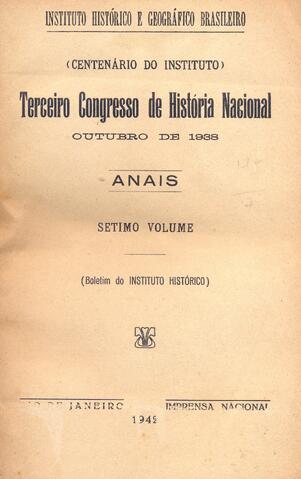 INSTITUTO HISTÓRICO E GEOGRÁFICO BRASILEIRO
(CENTENÁRIO DO INSTITUTO)
Terceiro Congresso de História Nacional
OUTUBRO DE 1938
ANAIS
SETIMO VOLUME
(Boletim do INSTITUTO HISTÓRICO)
DE JANEIRO IMPRENSA NACIONAL
1942